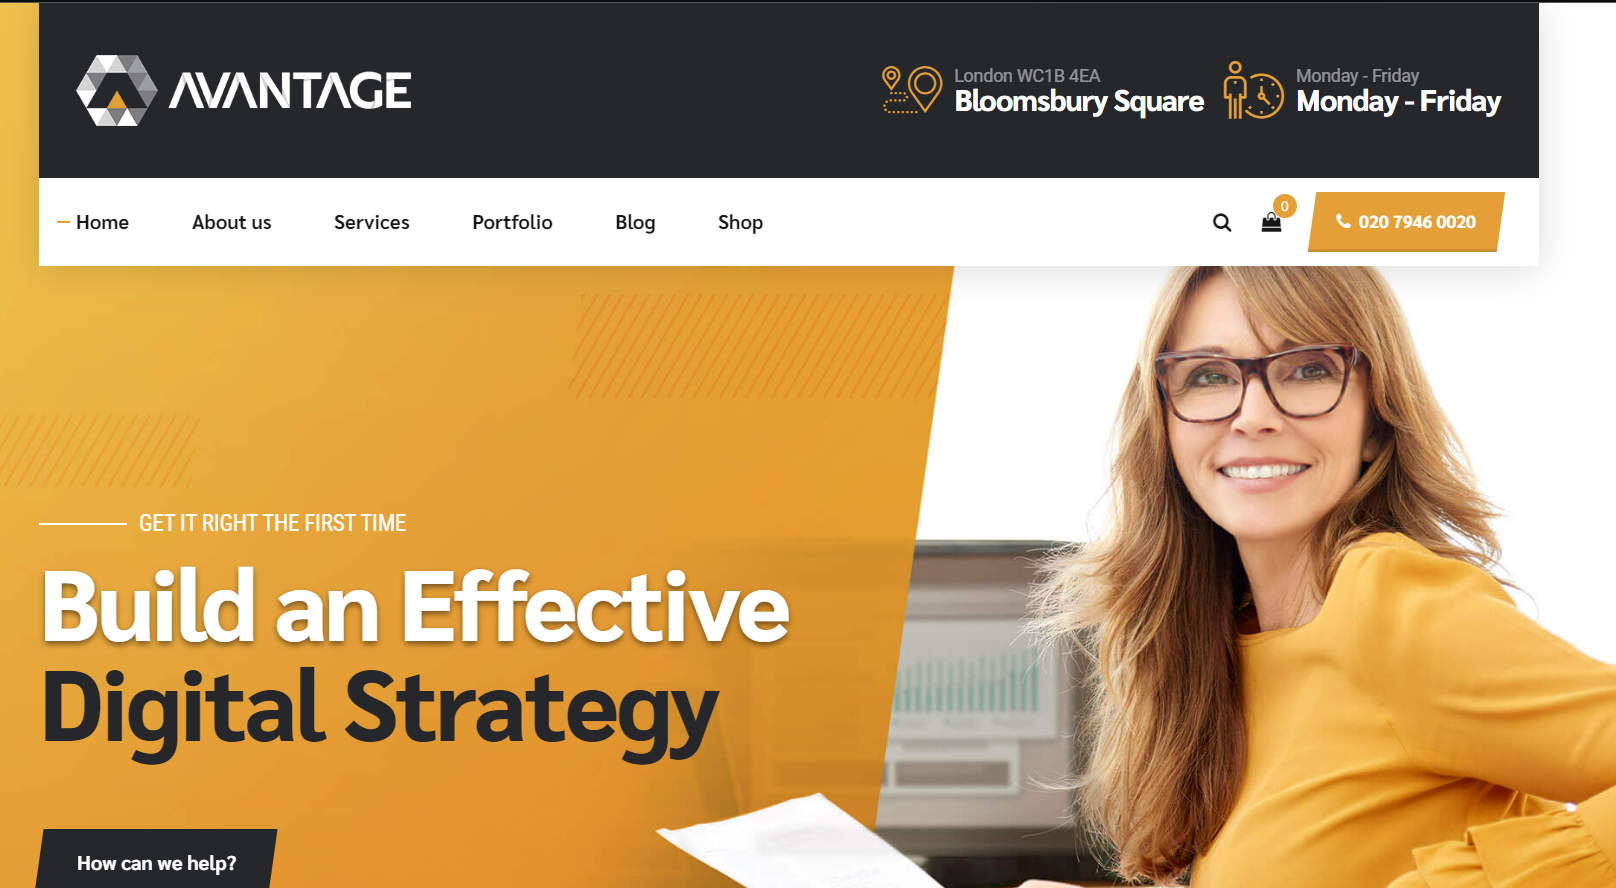 AVANTAGE
London WC1B 4EA
Bloomsbury Square
Monday - Friday
Monday - Friday
Home
About us
Services
Portfolio
Blog
Shop
0
020 7946 0020
GET IT RIGHT THE FIRST TIME
Build an Effective
Digital Strategy
How can we help?